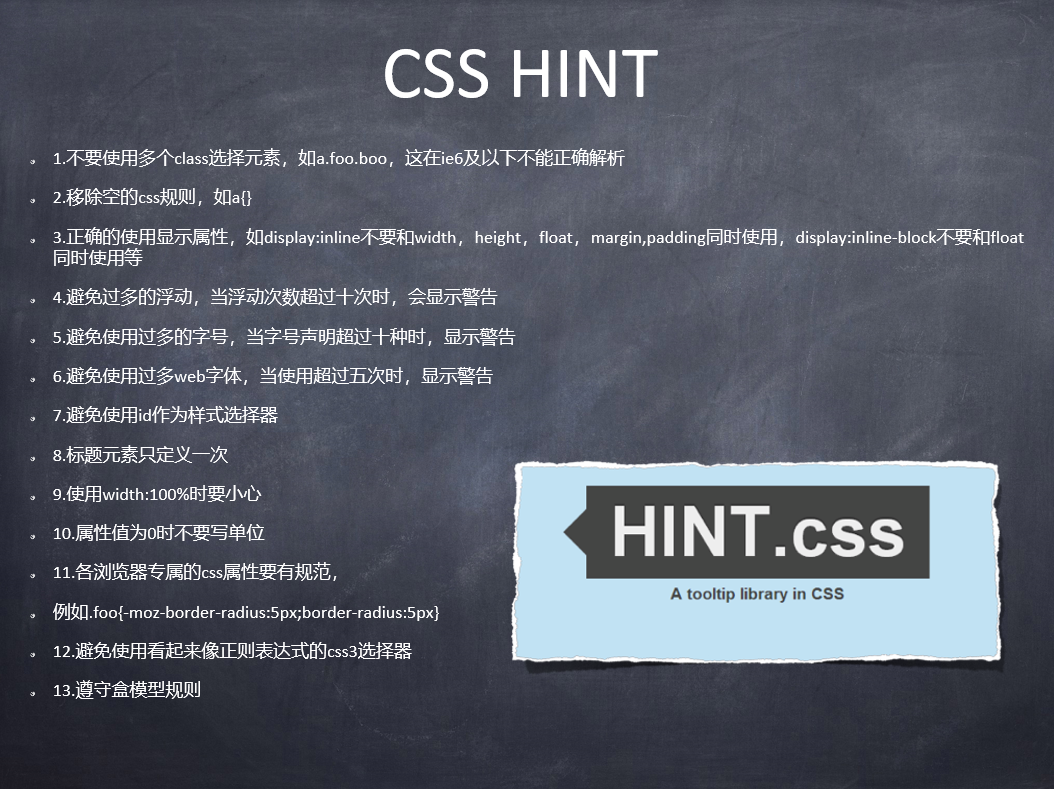 CSS HINT
1.不要使用多个class选择元素，如a.foo.boo，这在ie6及以下不能正确解析
2.移除空的css规则，如a{}
3.正确的使用显示属性，如display:inline不要和width，height，float，margin,padding同时使用，display:inline-block不要和float
同时使用等
4.避免过多的浮动，当浮动次数超过十次时，会显示警告
5.避免使用过多的字号，当字号声明超过十种时，显示警告
6.避免使用过多web字体，当使用超过五次时，显示警告
7.避免使用id作为样式选择器
8.标题元素只定义一次
9.使用width:100%时要小心
10.属性值为0时不要写单位
11.各浏览器专属的css属性要有规范，
例如.foo{-moz-border-radius:5px;border-radius:5px}
12.避免使用看起来像正则表达式的css3选择器
13.遵守盒模型规则
HINT.css
A tooltip library in CSS